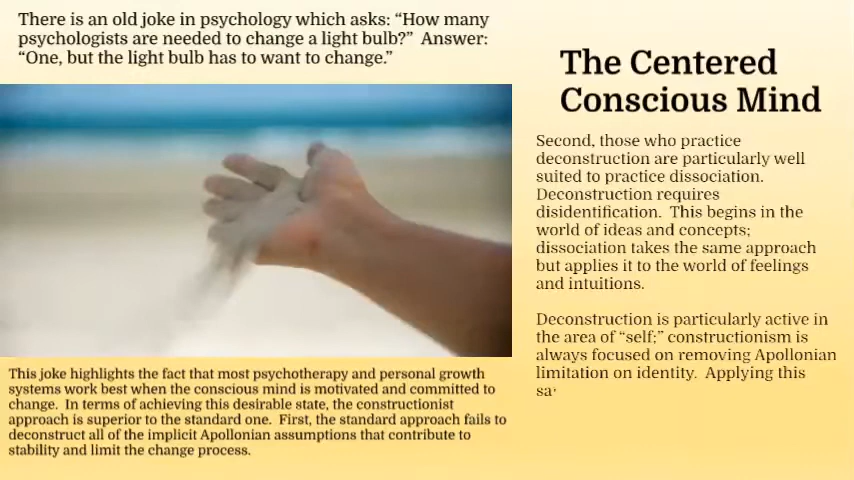 There is an old joke in psychology which asks: “How many
psychologists are needed to change a light bulb?”  Answer:
“One, but the light bulb has to want to change.”
This joke highlights the fact that most psychotherapy and personal growth
systems work best when the conscious mind is motivated and committed to
change.  In terms of achieving this desirable state, the constructionist
approach is superior to the standard one.  First, the standard approach fails to
deconstruct all of the implicit Apollonian assumptions that contribute to
stability and limit the change process.
The Centered
Conscious Mind
Second, those who practice
deconstruction are particularly well
suited to practice dissociation.
Deconstruction requires
disidentification.  This begins in the
world of ideas and concepts;
dissociation takes the same approach
but applies it to the world of feelings
and intuitions.
Deconstruction is particularly active in
the area of “self;” constructionism is
always focused on removing Apollonian
limitation on identity.  Applying this